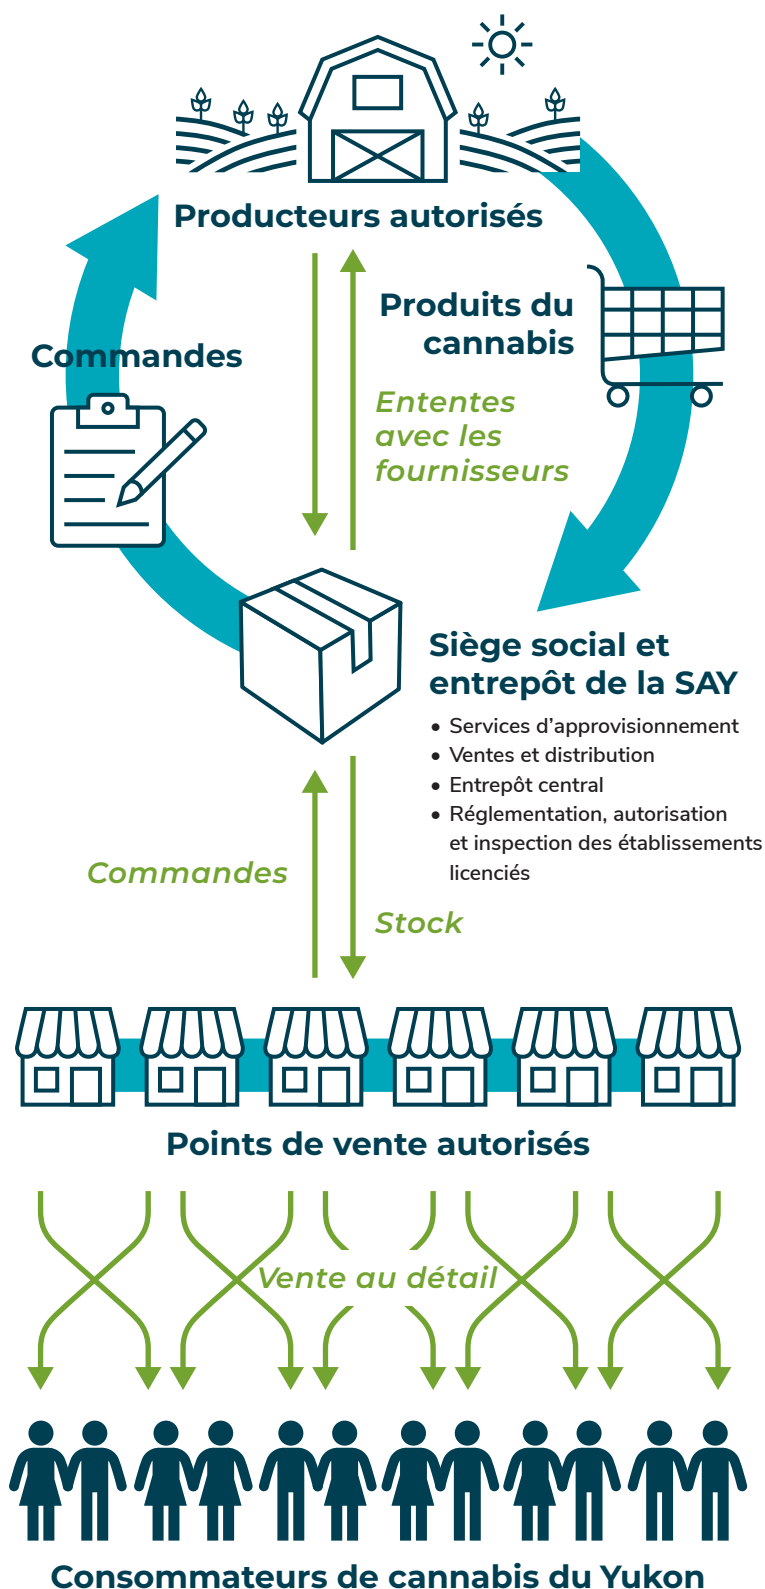 Producteurs autorisés
Produits du
cannabis
Commandes
Ententes
avec les
fournisseurs
Siège social et
entrepôt de la SAY
• Services d’approvisionnement
• Ventes et distribution
• Entrepôt central
• Réglementation, autorisation
et inspection des établissements
licenciés
Commandes
Stock
Points de vente autorisés
Vente au détail
Consommateurs de cannabis du Yukon